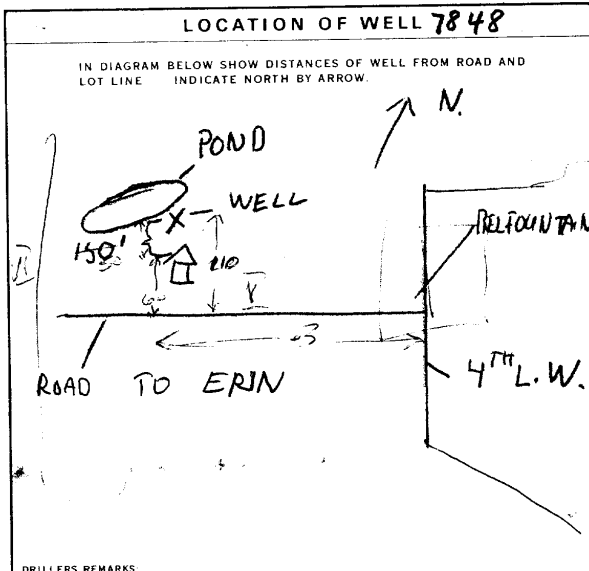 LOCATION OF WELL 7848
IN DIAGRAM BELOW SHOW DISTANCES OF WELL FROM ROAD AND
LOT LINE INDICATE NORTH BY ARROW.
N.
POND
WELL
BELFOUNTAIN
150'
210
V
ROAD TO ERIN
4TH L.W.
DRILLERS REMARKS